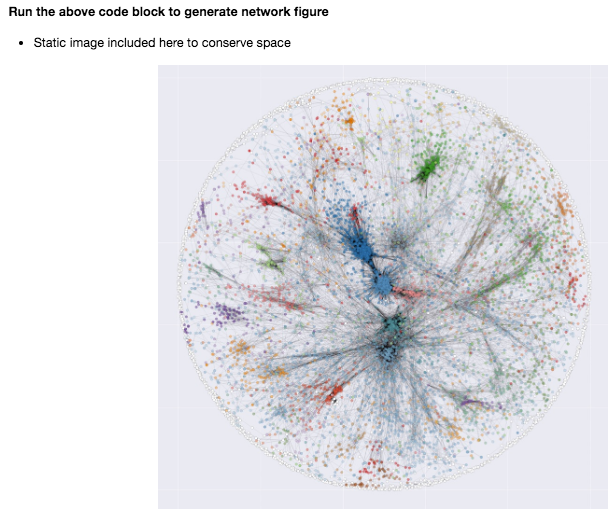 Run the above code block to generate network figure
• Static image included here to conserve space